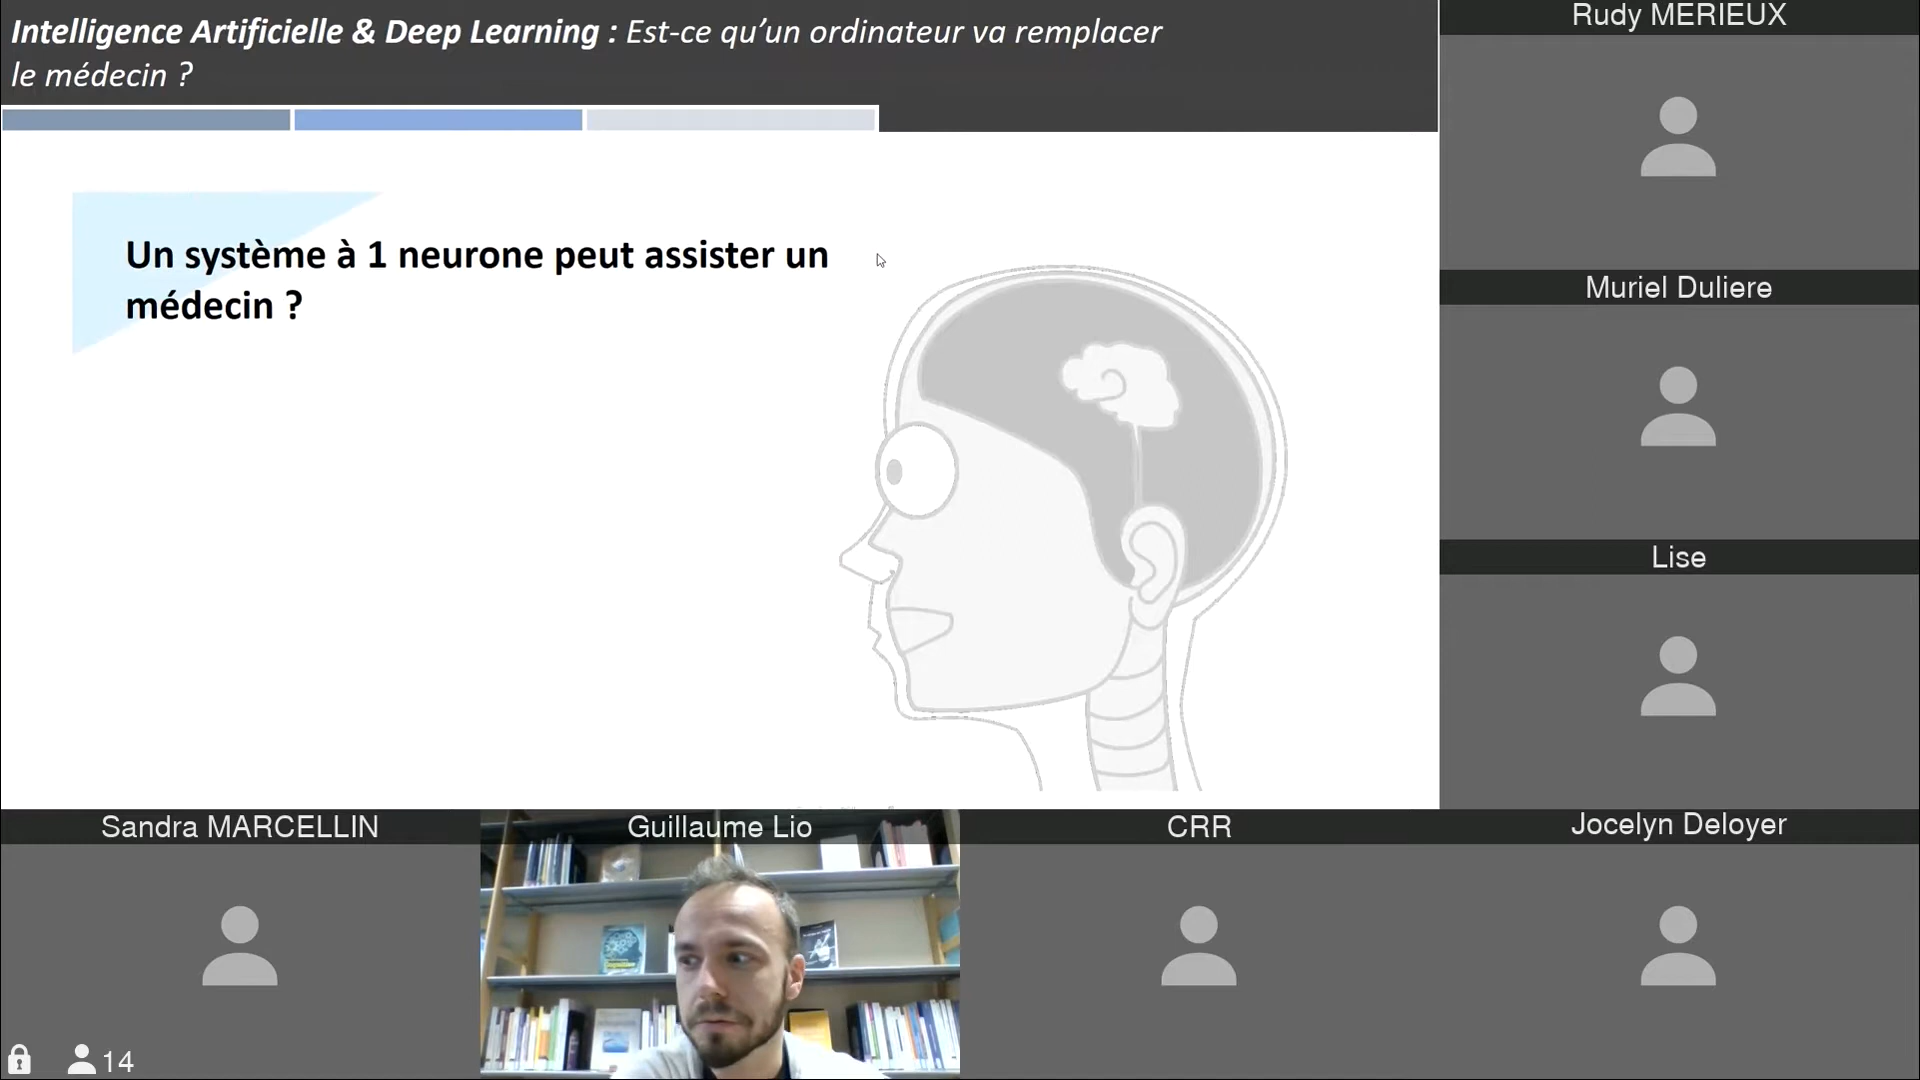 Intelligence Artificielle & Deep Learning : Est-ce qu’un ordinateur va remplacer
le médecin ?
Un système à 1 neurone peut assister un
médecin ?
Rudy MERIEUX
Muriel Duliere
Lise
Sandra MARCELLIN
Guillaume Lio
CRR
Jocelyn Deloyer
14